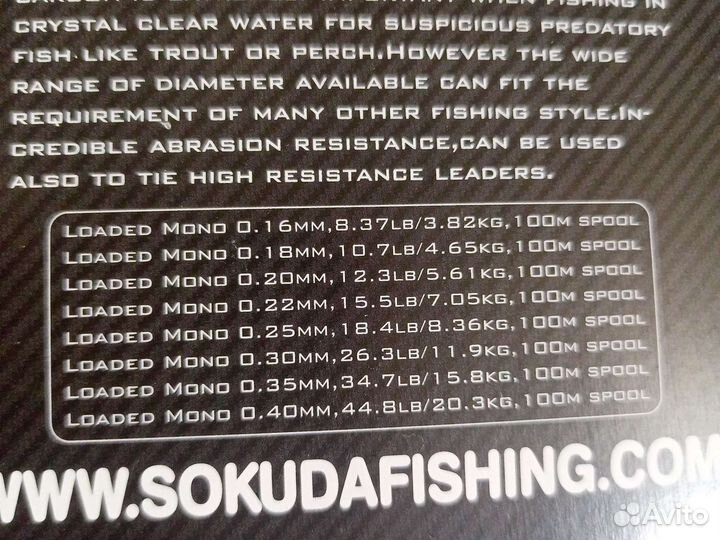 CRYSTAL CLEAR WATER FOR SUSPICIOUS PREDATORY
FISH LIKE TROUT OR PERCH.HOWEVER THE WIDE
RANGE OF DIAMETER AVAILABLE CAN FIT THE
REQUIREMENT OF MANY OTHER FISHING STYLE.IN-
CREDIBLE ABRASION RESISTANCE,CAN BE USED
ALSO TO TIE HIGH RESISTANCE LEADERS.
LOADED MONO 0.16MM,8.37LB/3.82KG,100M SPOOL
LOADED MONO 0.18MM,10.7LB/4.65KG,100M SPOOL
LOADED MONO 0.20MM,12.3LB/5.61KG,100M SPOOL
LOADED MONO 0.22MM,15.5LB/7.05KG,100M SPOOL
LOADED MONO 0.25MM,18.4LB/8.36KG,100M SPOOL
LOADED MONO 0.30MM,26.3LB/11.9KG,100M SPOOL
LOADED MONO 0.35MM,34.7LB/15.8KG,100M SPOOL
LOADED MONO 0.40MM,44.8LB/20.3KG,100M SPOOL
WWW.SOKUDAFISHING.COM
Avito